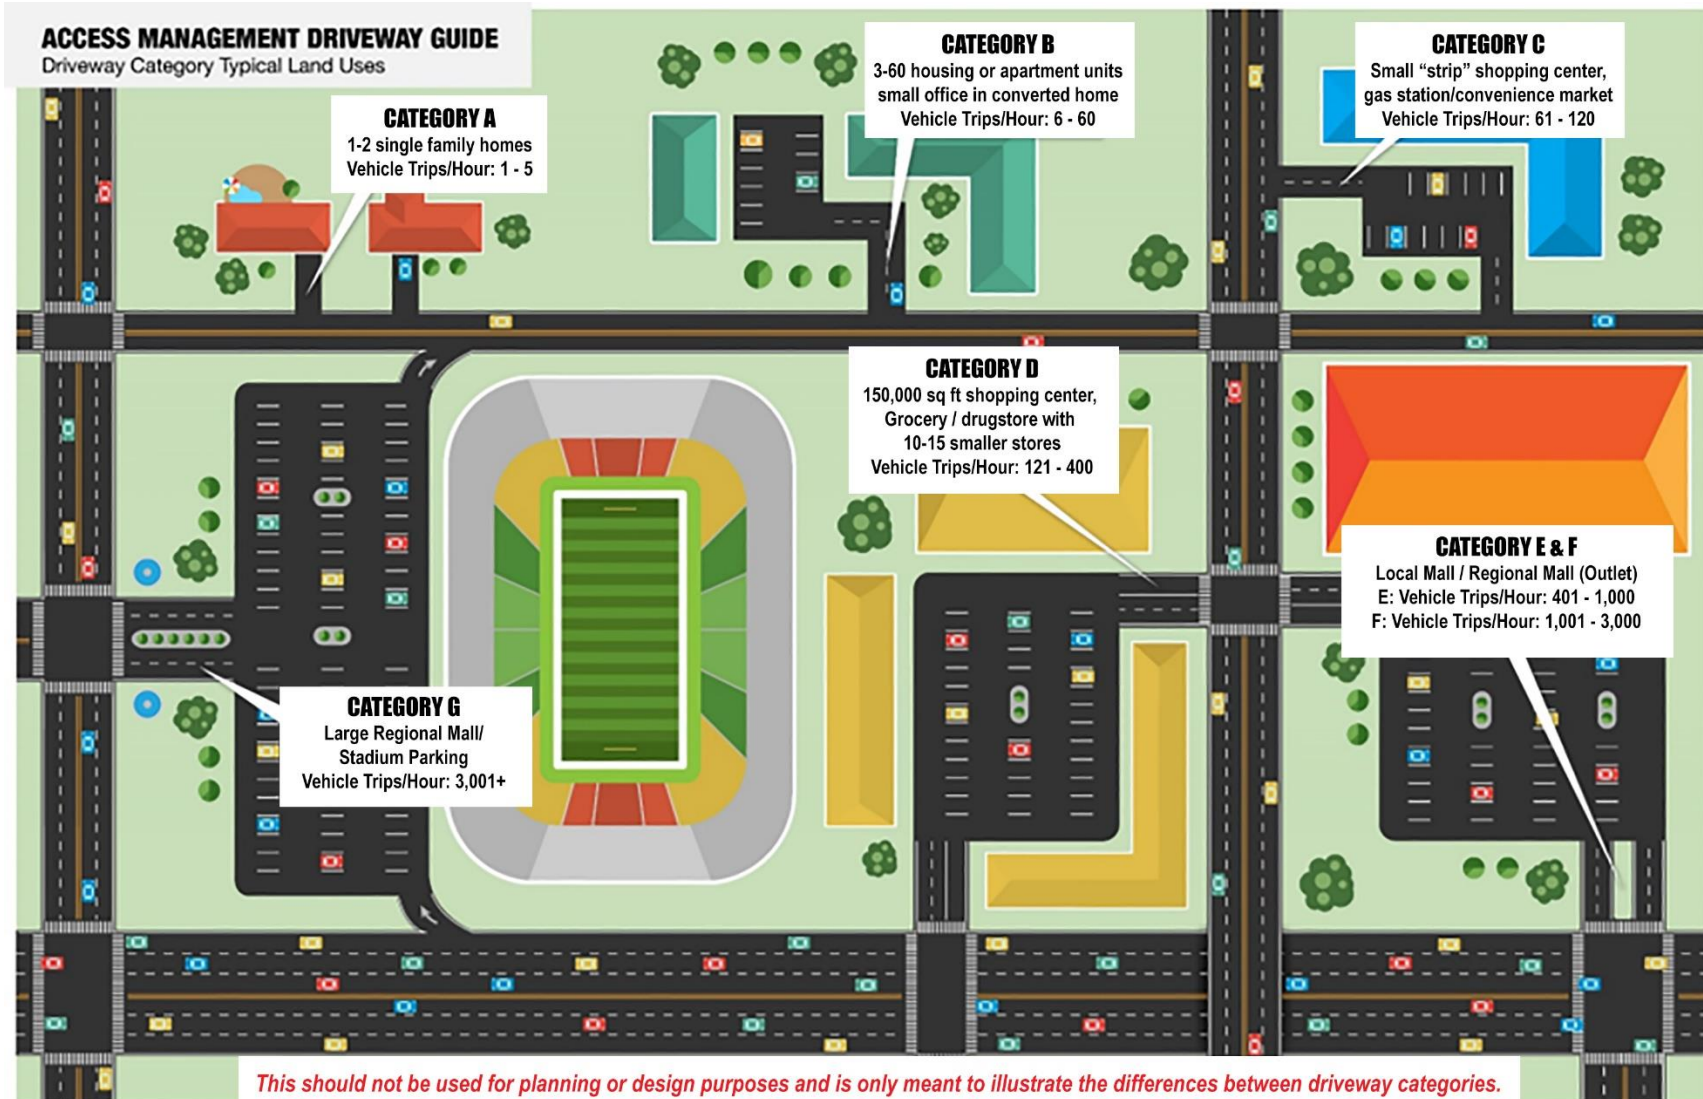 ACCESS MANAGEMENT DRIVEWAY GUIDE
Driveway Category Typical Land Uses
CATEGORY A
1-2 single family homes
Vehicle Trips/Hour: 1 - 5
CATEGORY B
3-60 housing or apartment units
small office in converted home
Vehicle Trips/Hour: 6 - 60
CATEGORY C
Small “strip” shopping center,
gas station/convenience market
Vehicle Trips/Hour: 61 - 120
CATEGORY D
150,000 sq ft shopping center,
Grocery / drugstore with
10-15 smaller stores
Vehicle Trips/Hour: 121 - 400
CATEGORY E & F
Local Mall / Regional Mall (Outlet)
E: Vehicle Trips/Hour: 401 - 1,000
F: Vehicle Trips/Hour: 1,001 - 3,000
CATEGORY G
Large Regional Mall/
Stadium Parking
Vehicle Trips/Hour: 3,001+
This should not be used for planning or design purposes and is only meant to illustrate the differences between driveway categories.